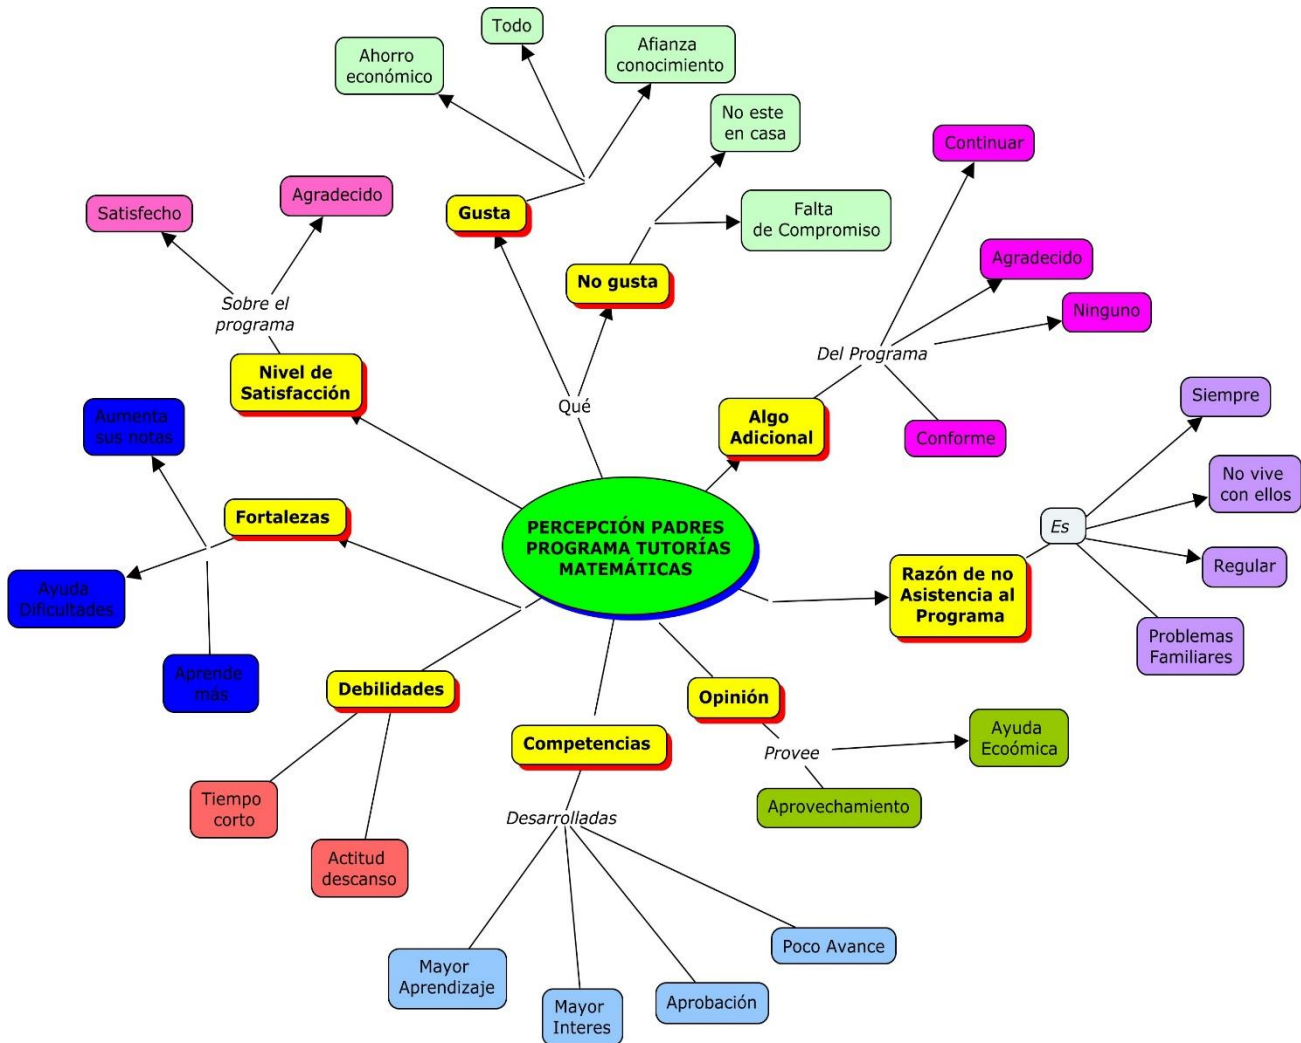 Todo
Ahorro
económico
Afianza
conocimiento
No este
en casa
Falta
de Compromiso
Gusta
No gusta
Qué
Satisfecho
Agradecido
Sobre el
programa
Nivel de
Satisfacción
Continuar
Agradecido
Ninguno
Del Programa
Conforme
Algo
Adicional
Siempre
No vive
con ellos
Es
Regular
Problemas
Familiares
Razón de no
Asistencia al
Programa
PERCEPCIÓN PADRES
PROGRAMA TUTORÍAS
MATEMÁTICAS
Aumenta
sus notas
Fortalezas
Ayuda
Dificultades
Aprende
más
Debilidades
Tiempo
corto
Actitud
descanso
Competencias
Desarrolladas
Mayor
Aprendizaje
Mayor
Interes
Aprobación
Poco Avance
Opinión
Provee
Ayuda
Ecoómica
Aprovechamiento